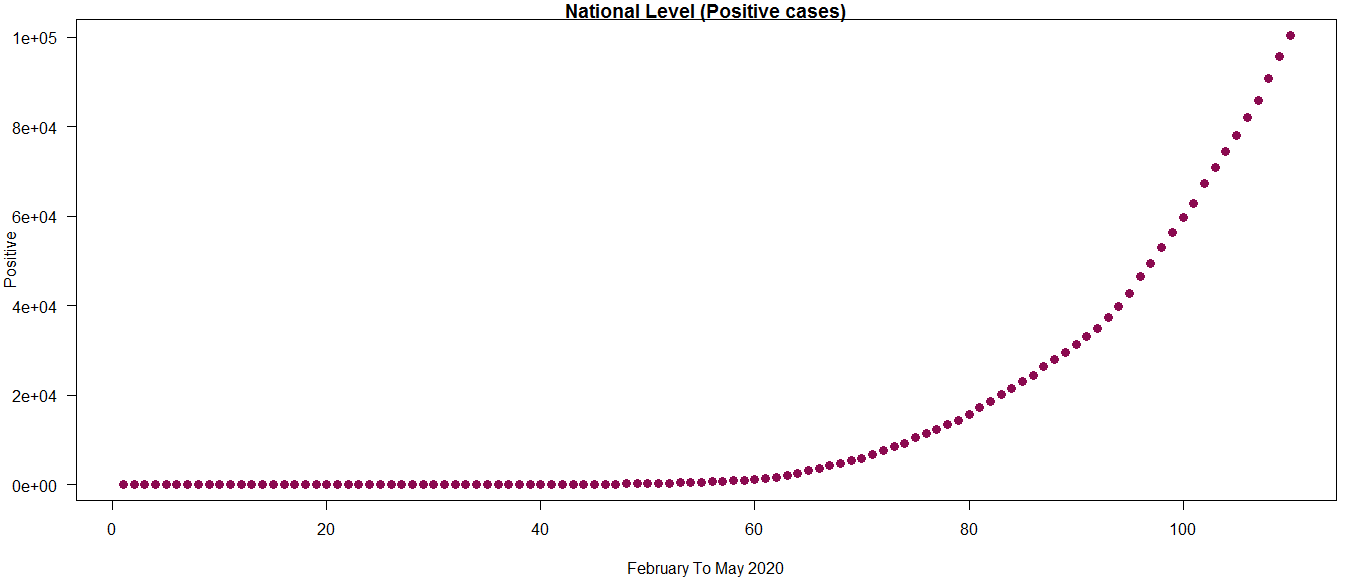 National Level (Positive cases)
1e+05
8e+04
6e+04
4e+04
2e+04
0e+00
Positive
0 20 40 60 80 100
February To May 2020